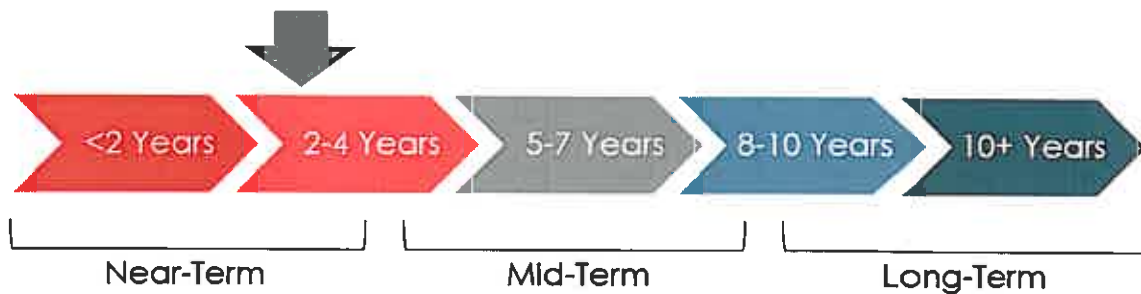 <2 Years
2-4 Years
5-7 Years
8-10 Years
10+ Years
Near-Term
Mid-Term
Long-Term